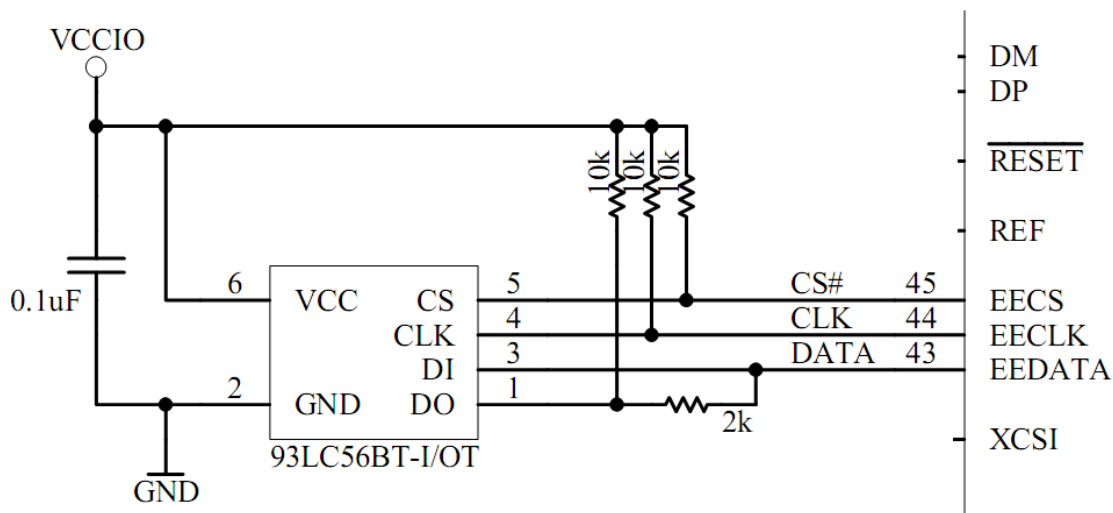 VCCIO
DM
DP
10k 10k 10k
RESET
REF
0.1uF
6 VCC CS 5 CS# 45 EECS
CLK 4 CLK 44 EECLK
DI 3 DATA 43 EEDATA
2 GND DO 1
2k
93LC56BT-I/OT
XCSI
GND